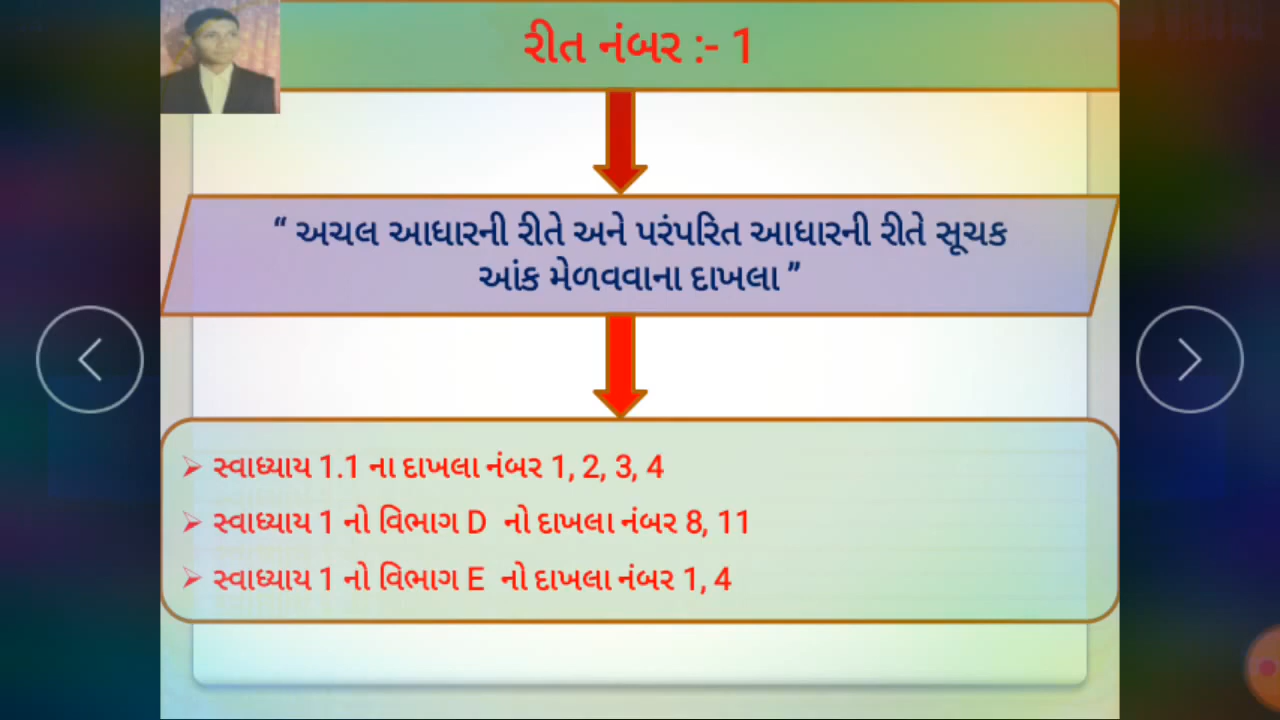 રીત નંબર :- 1
“ અચલ આધારની રીતે અને પરંપરિત આધારની રીતે સૂચક
આંક મેળવવાના દાખલા ”
➢ સ્વાધ્યાય 1.1 ના દાખલા નંબર 1, 2, 3, 4
➢ સ્વાધ્યાય 1 નો વિભાગ D નો દાખલા નંબર 8, 11
➢ સ્વાધ્યાય 1 નો વિભાગ E નો દાખલા નંબર 1, 4